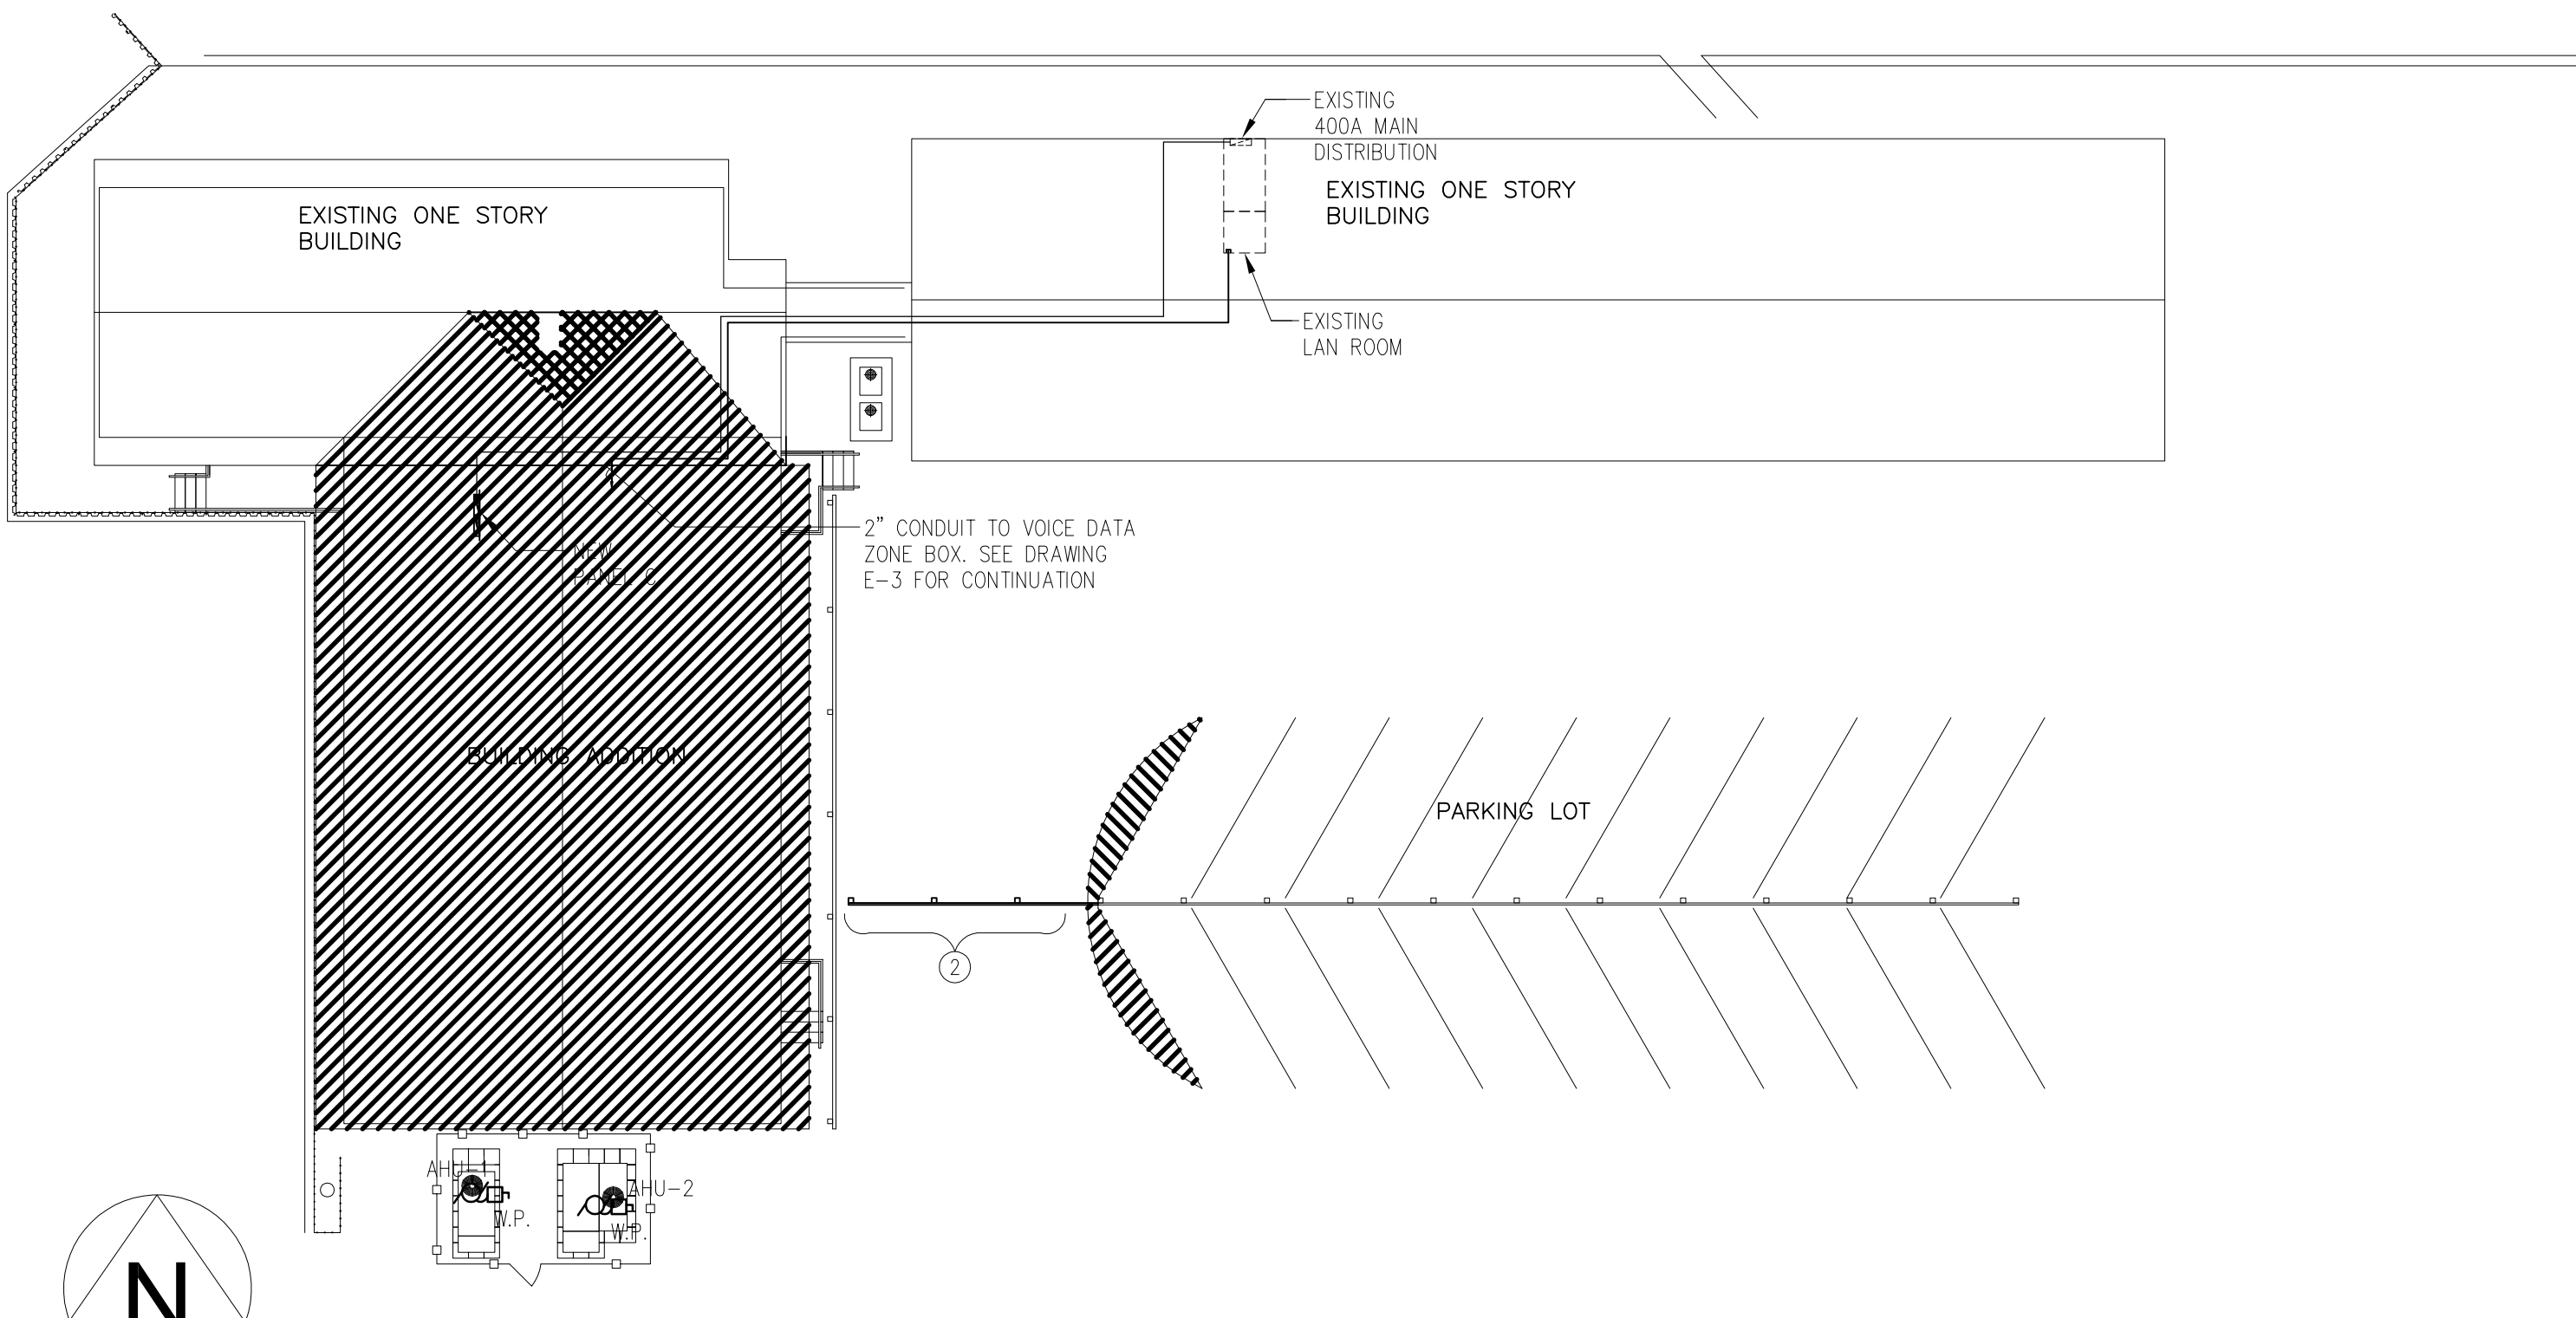 EXISTING
400A MAIN
DISTRIBUTION
EXISTING ONE STORY
BUILDING
EXISTING ONE STORY
BUILDING
EXISTING
LAN ROOM
2" CONDUIT TO VOICE DATA
ZONE BOX. SEE DRAWING
E-3 FOR CONTINUATION
NEW
PANEL C
BUILDING ADDITION
PARKING LOT
2
AHU-1
AHU-2
W.P.
W.P.
N